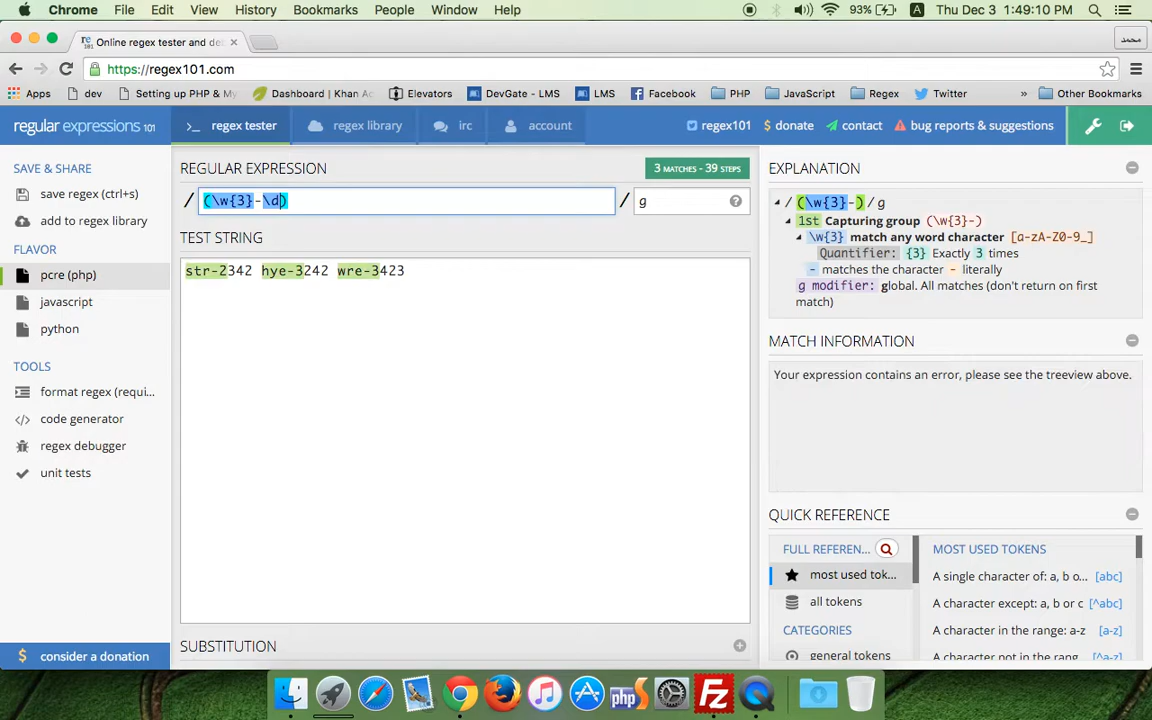 Chrome File Edit View History Bookmarks People Window Help 93% A Thu Dec 3 1:49:10 PM
Online regex tester and de
محمد
https://regex101.com
Apps dev Setting up PHP & My Dashboard | Khan Ac Elevators DevGate - LMS LMS Facebook PHP JavaScript Regex Twitter » Other Bookmarks
regular expressions 101 regex tester regex library irc account regex101 donate contact bug reports & suggestions
SAVE & SHARE
save regex (ctrl+s)
add to regex library
FLAVOR
pcre (php)
javascript
python
TOOLS
format regex (requi...
code generator
regex debugger
unit tests
$ consider a donation
REGULAR EXPRESSION
3 MATCHES - 39 STEPS
/ (\w{3}-\d) / g
TEST STRING
str-2342 hye-3242 wre-3423
SUBSTITUTION
EXPLANATION
/ (\w{3}-) / g
1st Capturing group (\w{3}-)
\w{3} match any word character [a-zA-Z0-9_]
Quantifier: {3} Exactly 3 times
- matches the character - literally
g modifier: global. All matches (don't return on first
match)
MATCH INFORMATION
Your expression contains an error, please see the treeview above.
QUICK REFERENCE
FULL REFEREN...
most used tok...
all tokens
CATEGORIES
general tokens
MOST USED TOKENS
A single character of: a, b o... [abc]
A character except: a, b or c [^abc]
A character in the range: a-z [a-z]
A character not in the rang... [^a-z]
php
Fz